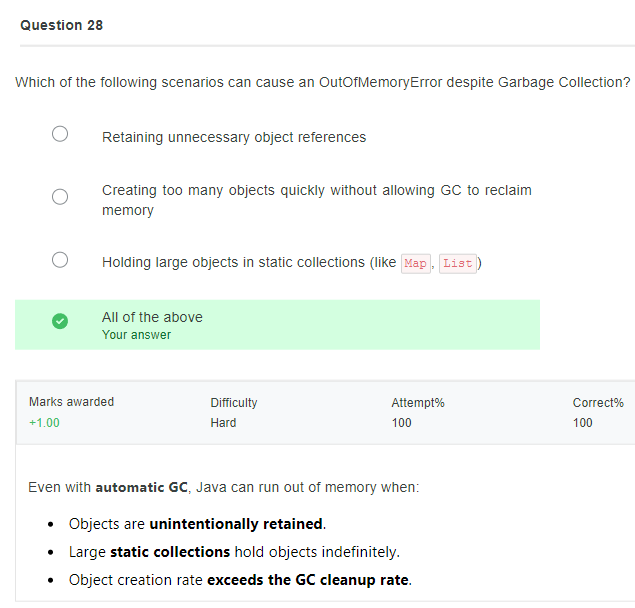 Question 28
Which of the following scenarios can cause an OutOfMemoryError despite Garbage Collection?
Retaining unnecessary object references
Creating too many objects quickly without allowing GC to reclaim
memory
Holding large objects in static collections (like Map, List)
All of the above
Your answer
Marks awarded Difficulty Attempt% Correct%
+1.00 Hard 100 100
Even with automatic GC, Java can run out of memory when:
• Objects are unintentionally retained.
• Large static collections hold objects indefinitely.
• Object creation rate exceeds the GC cleanup rate.